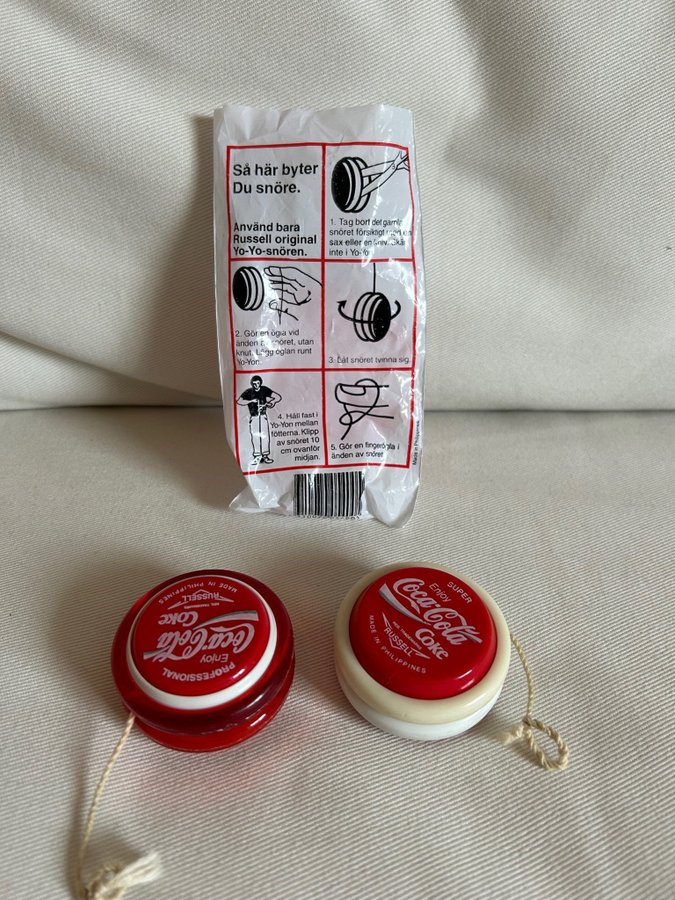 Så här byter
Du snöre.
Använd bara
Russell original
Yo-Yo-snören.
1. Tag bort det gamla
snöret försiktigt med en
sax eller en kniv. Skär
inte i Yo-Yon.
2. Gör en ögla vid
änden av snöret, utan
knut. Lägg öglan runt
Yo-Yon.
3. Låt snöret tvinna sig.
4. Håll fast i
Yo-Yon mellan
fötterna. Klipp
av snöret 10
cm ovanför
midjan.
5. Gör en fingerögla i
änden av snöret.
Made in Philippines
PROFESSIONAL
Enjoy
Coca-Cola
Coke
RUSSELL
MADE IN PHILIPPINES
SUPER
Enjoy
Coca-Cola
Coke
RUSSELL
MADE IN PHILIPPINES